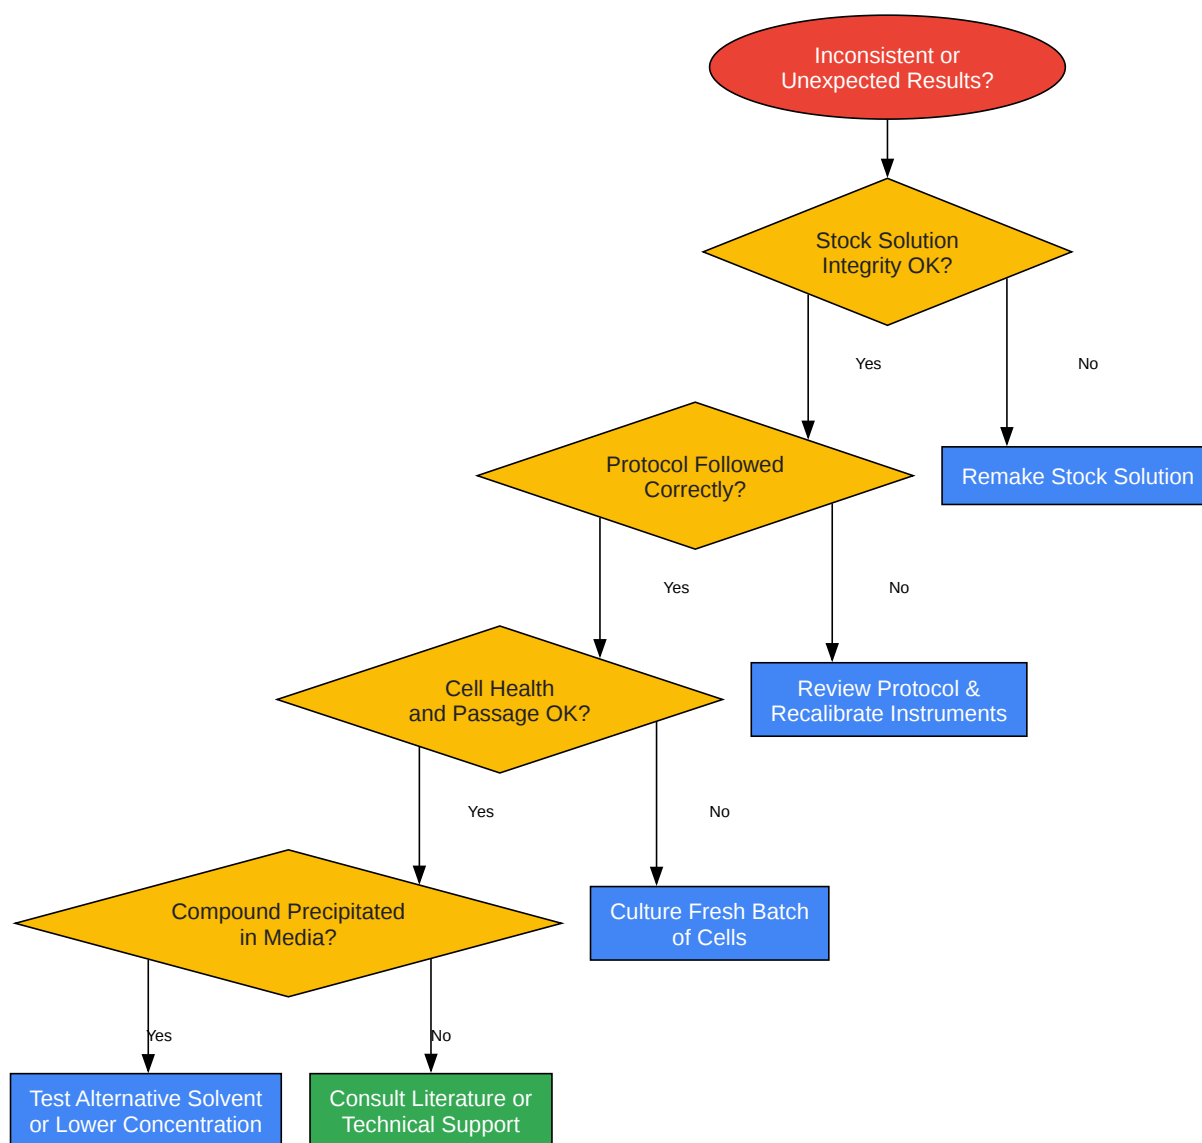 Inconsistent or
Unexpected Results?
Stock Solution
Integrity OK?
Yes
No
Protocol Followed
Correctly?
Remake Stock Solution
Yes
No
Cell Health
and Passage OK?
Review Protocol &
Recalibrate Instruments
Yes
No
Compound Precipitated
in Media?
Culture Fresh Batch
of Cells
Yes
No
Test Alternative Solvent
or Lower Concentration
Consult Literature or
Technical Support